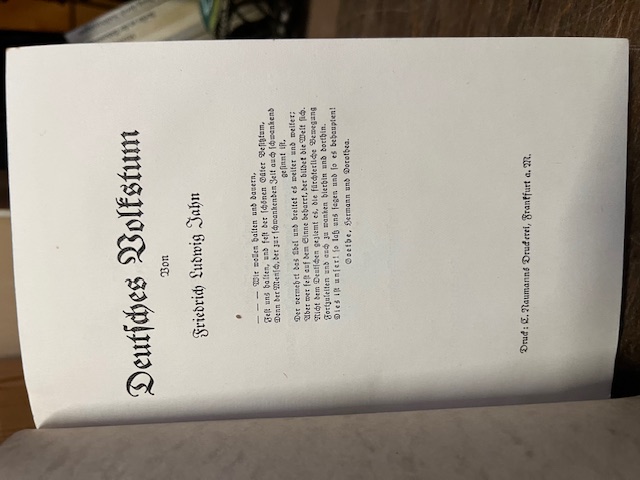 Deutsches Volkstum
Von
Friedrich Ludwig Jahn
— — Wir wollen halten und dauern,
Fest uns halten, und fest der schönen Güter Besitztum,
Denn der Mensch, der zur schwankenden Zeit auch schwankend
gesinnt ist,
Der vermehrt das Übel und breitet es weiter und weiter;
Aber wer fest auf dem Sinne beharrt, der bildet die Welt sich.
Nicht dem Deutschen geziemt es, die fürchterliche Bewegung
Fortzuleiten und auch zu wanken hierhin und dorthin.
Dies ist unser! so laß uns sagen und so es behaupten!
Goethe, Hermann und Dorothea.
Druck: C. Naumanns Druckerei, Frankfurt a. M.